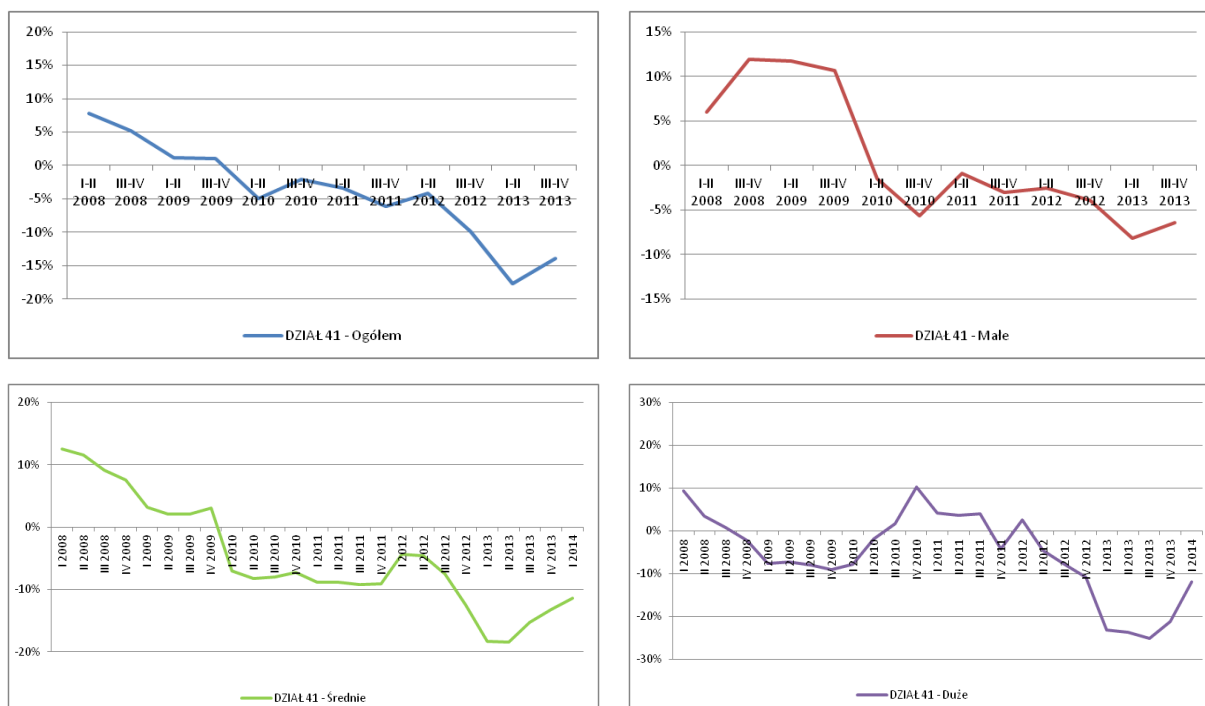 20%
15%
10%
5%
0%
-5%
-10%
-15%
-20%
I-II III-IV I-II III-IV I-II III-IV I-II III-IV I-II III-IV I-II III-IV
2008 2008 2009 2009 2010 2010 2011 2011 2012 2012 2013 2013
DZIAŁ 41 - Ogółem
15%
10%
5%
0%
-5%
-10%
-15%
I-II III-IV I-II III-IV I-II III-IV I-II III-IV I-II III-IV I-II III-IV
2008 2008 2009 2009 2010 2010 2011 2011 2012 2012 2013 2013
DZIAŁ 41 - Małe
20%
10%
0%
-10%
-20%
I 2008
II 2008
III 2008
IV 2008
I 2009
II 2009
III 2009
IV 2009
I 2010
II 2010
III 2010
IV 2010
I 2011
II 2011
III 2011
IV 2011
I 2012
II 2012
III 2012
IV 2012
I 2013
II 2013
III 2013
IV 2013
I 2014
DZIAŁ 41 - Średnie
30%
20%
10%
0%
-10%
-20%
-30%
I 2008
II 2008
III 2008
IV 2008
I 2009
II 2009
III 2009
IV 2009
I 2010
II 2010
III 2010
IV 2010
I 2011
II 2011
III 2011
IV 2011
I 2012
II 2012
III 2012
IV 2012
I 2013
II 2013
III 2013
IV 2013
I 2014
DZIAŁ 41 - Duże